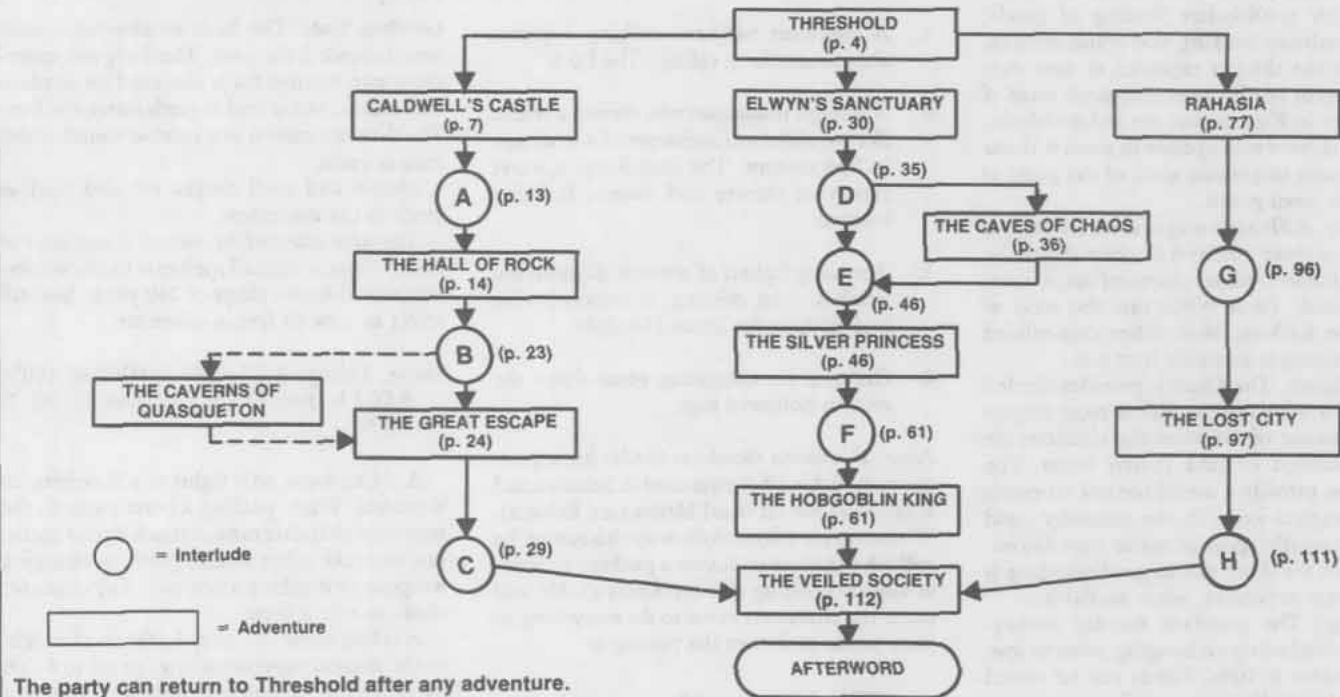 THRESHOLD
(p. 4)
CALDWELL'S CASTLE
(p. 7)
ELWYN'S SANCTUARY
(p. 30)
RAHASIA
(p. 77)
A
(p. 13)
D
(p. 35)
THE CAVES OF CHAOS
(p. 36)
THE HALL OF ROCK
(p. 14)
E
(p. 46)
G
(p. 96)
B
(p. 23)
THE SILVER PRINCESS
(p. 46)
THE CAVERNS OF
QUASQUETON
THE GREAT ESCAPE
(p. 24)
F
(p. 61)
THE LOST CITY
(p. 97)
THE HOBGOBLIN KING
(p. 61)
C
(p. 29)
H
(p. 111)
THE VEILED SOCIETY
(p. 112)
= Interlude
= Adventure
AFTERWORD
The party can return to Threshold after any adventure.